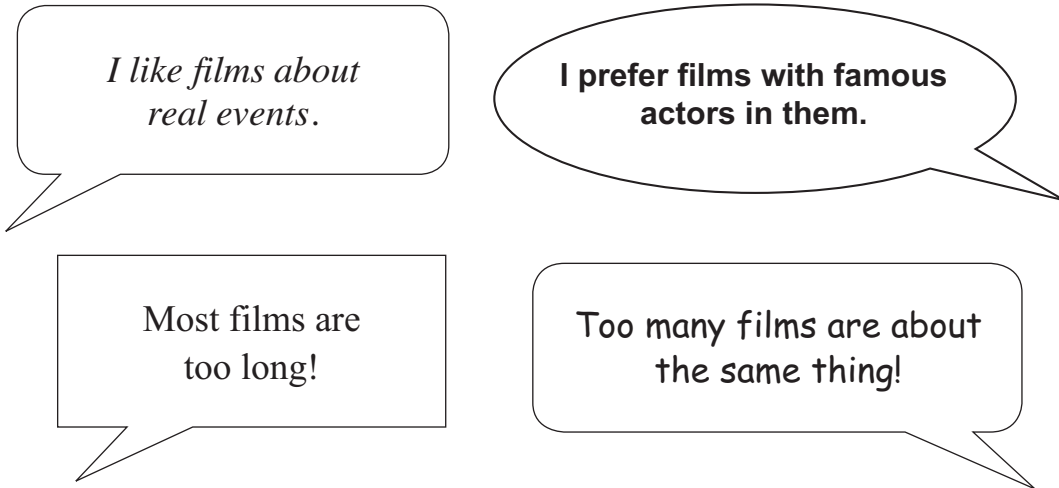 I like films about
real events.
I prefer films with famous
actors in them.
Most films are
too long!
Too many films are about
the same thing!